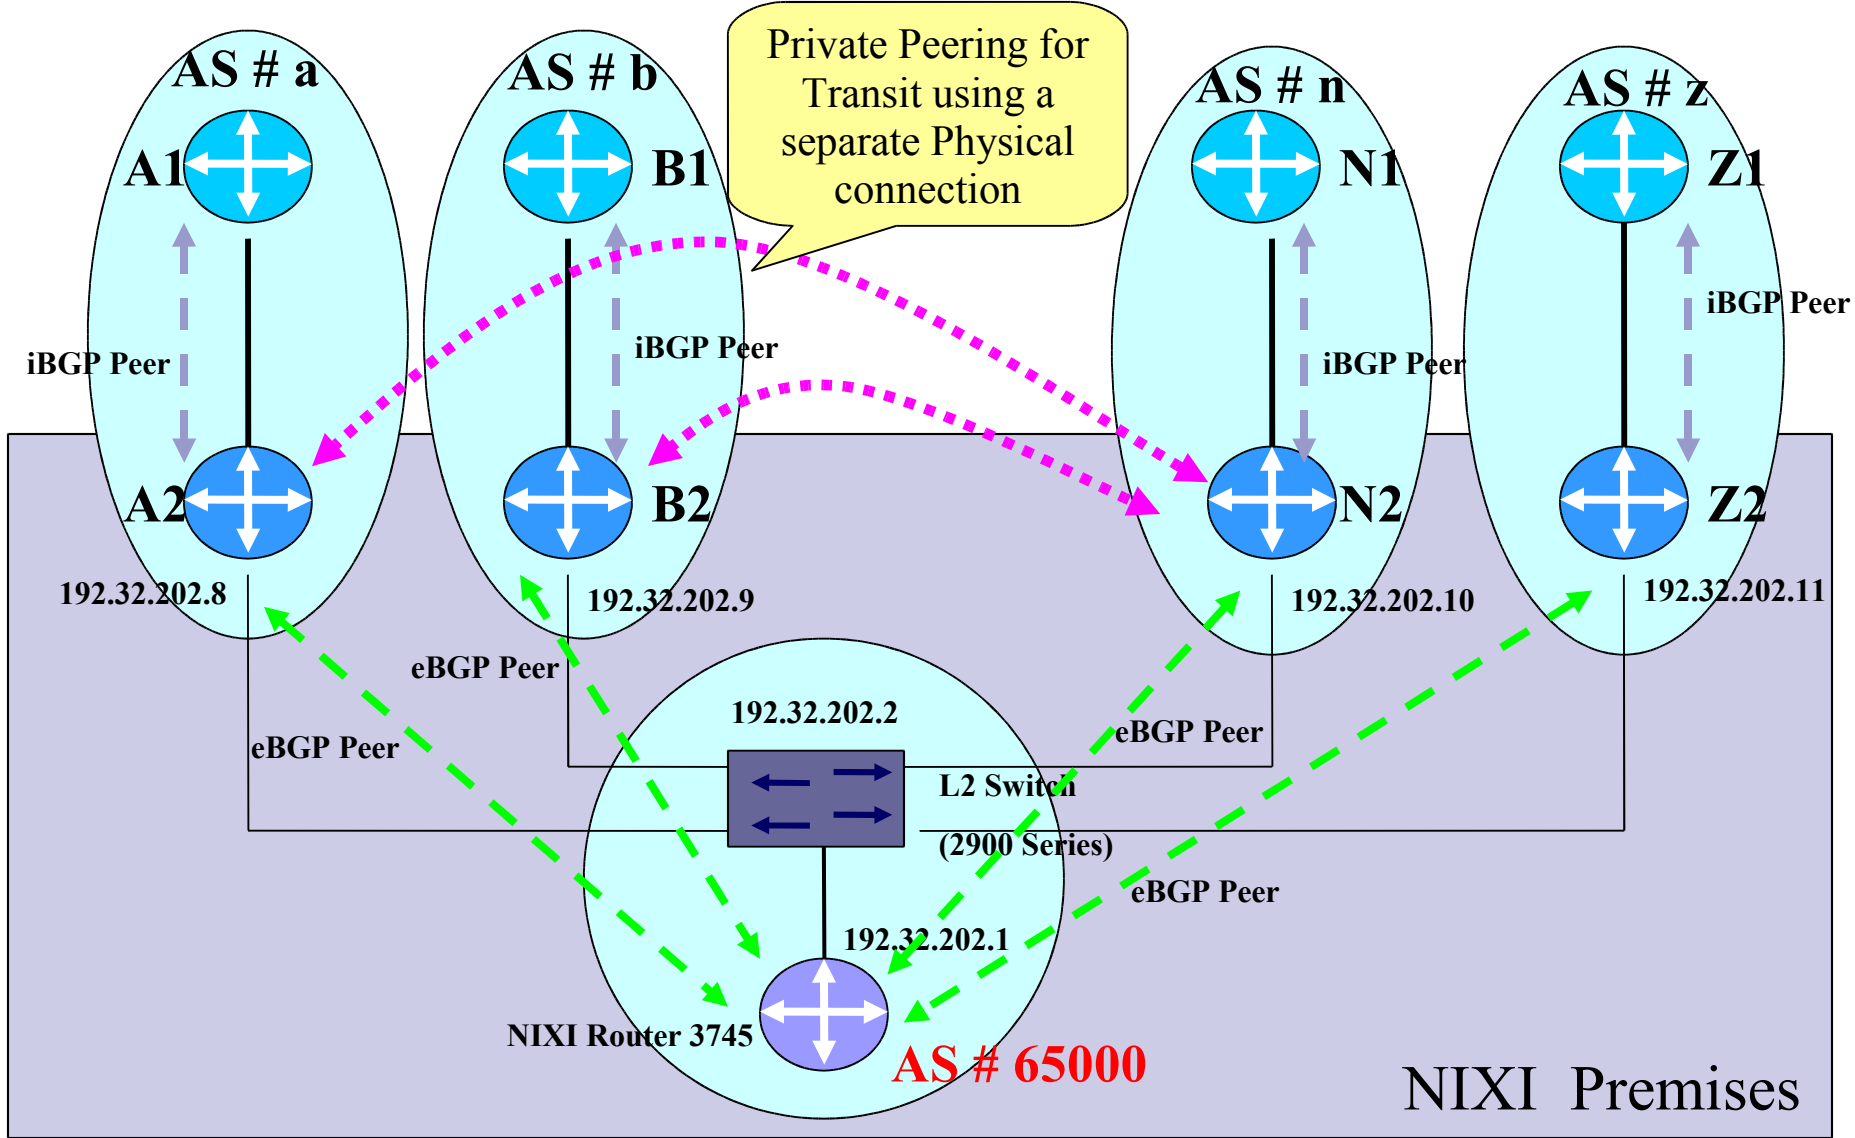 AS # a
AS # b
Private Peering for
Transit using a
separate Physical
connection
AS # n
AS # z
A1
B1
N1
Z1
iBGP Peer
iBGP Peer
iBGP Peer
iBGP Peer
A2
B2
N2
Z2
192.32.202.8
192.32.202.9
192.32.202.10
192.32.202.11
eBGP Peer
eBGP Peer
192.32.202.2
eBGP Peer
L2 Switch
(2900 Series)
eBGP Peer
192.32.202.1
NIXI Router 3745
AS # 65000
NIXI Premises